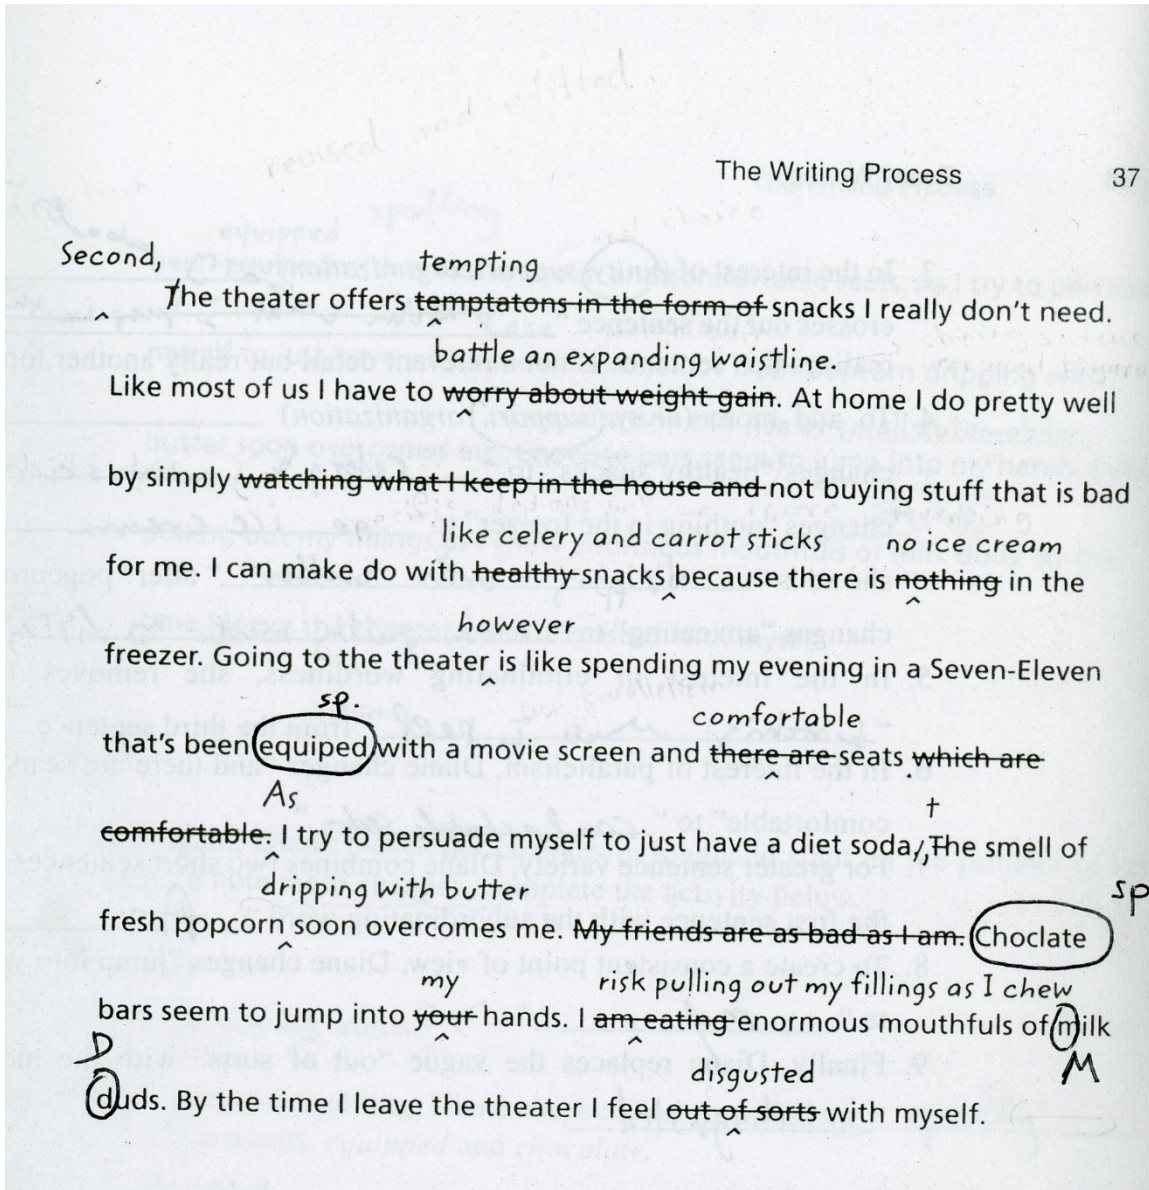 revised and edited
The Writing Process 37
Second, tempting
The theater offers temptatons in the form of snacks I really don't need.
battle an expanding waistline.
Like most of us I have to worry about weight gain. At home I do pretty well
by simply watching what I keep in the house and not buying stuff that is bad
like celery and carrot sticks no ice cream
for me. I can make do with healthy snacks because there is nothing in the
however
freezer. Going to the theater is like spending my evening in a Seven-Eleven
sp. comfortable
that's been equiped with a movie screen and there are seats which are
As t
comfortable. I try to persuade myself to just have a diet soda., The smell of
dripping with butter sp
fresh popcorn soon overcomes me. My friends are as bad as I am. Choclate
my risk pulling out my fillings as I chew
bars seem to jump into your hands. I am eating enormous mouthfuls of milk
D disgusted M
duds. By the time I leave the theater I feel out of sorts with myself.